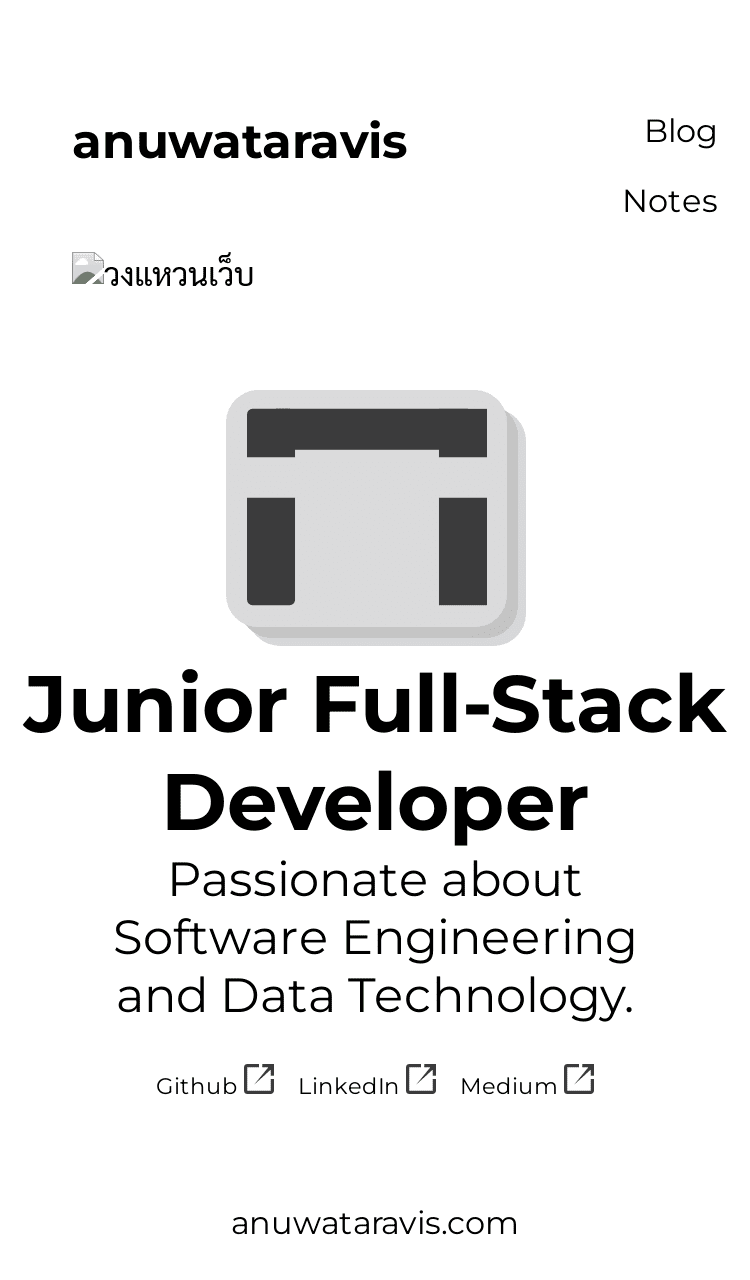 anuwataravis
Blog
Notes
วงแหวนเว็บ
Junior Full-Stack
Developer
Passionate about
Software Engineering
and Data Technology.
Github LinkedIn Medium
anuwataravis.com